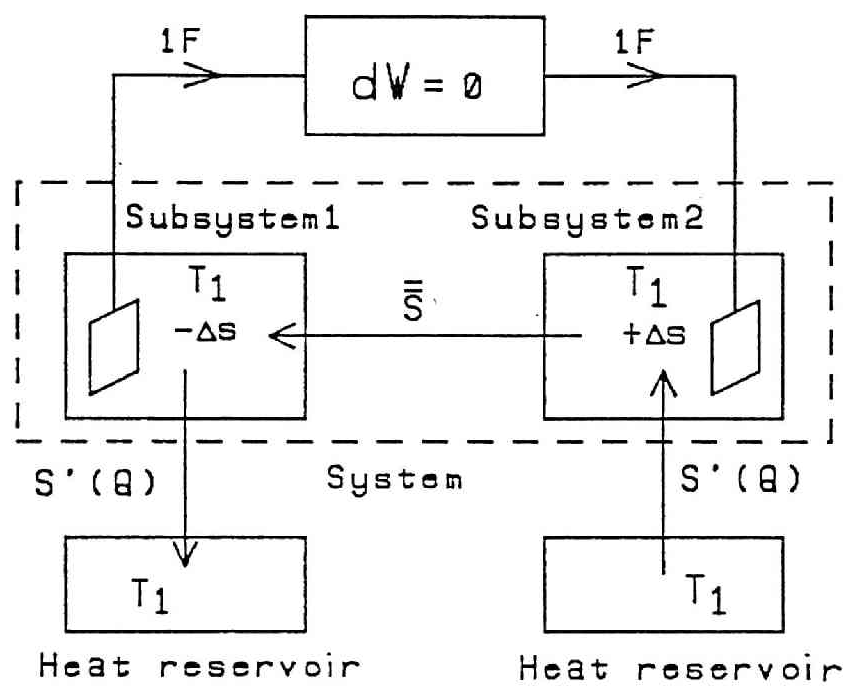 1F 1F
dW = 0
Subsystem1 Subsystem2
T1 T1
S̿
-Δs +Δs
S'(Q) System S'(Q)
T1 T1
Heat reservoir Heat reservoir